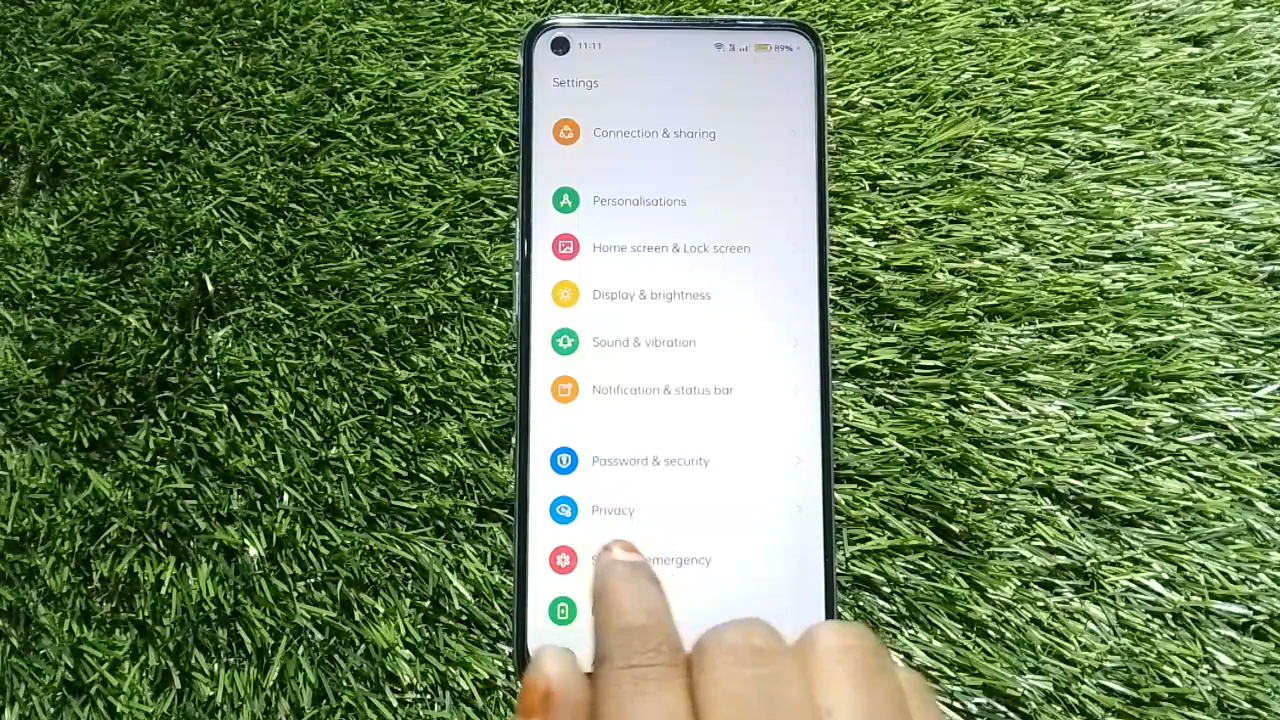 11:11
89%
Settings
Connection & sharing
Personalisations
Home screen & Lock screen
Display & brightness
Sound & vibration
Notification & status bar
Password & security
Privacy
emergency